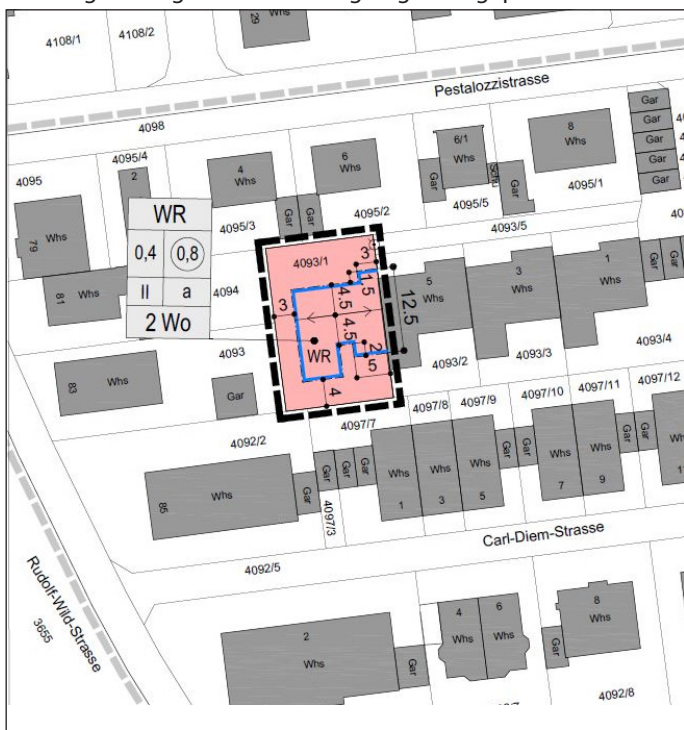 4108/1
4108/2
29
Pestalozzistrasse
4098
4095
4095/4
2
4
Whs
6
6/1
Whs
8
Whs
Gar
Gar
Gar
Gar
Gar
4095/3
Gar
Gar
4095/2
Gar
4095/5
Schu
Gar
4095/1
79
Whs
WR
0,4
0,8
II
a
2 Wo
4093/1
4093/5
81
Whs
4094
3
3
1.5
4.5
4.5
12.5
5
Whs
3
Whs
1
Whs
Gar
Gar
83
Whs
4093
WR
2
5
4
4093/2
4093/3
4093/4
Gar
4092/2
4097/7
4097/8
4097/9
4097/10
4097/11
4097/12
85
Whs
Gar
Gar
Gar
Gar
Whs
1
Whs
3
Whs
5
Gar
Gar
Whs
7
Whs
9
Gar
Gar
4097/3
Carl-Diem-Strasse
4092/5
Rudolf-Wild-Strasse
3655
2
Whs
Gar
4
Whs
6
Whs
8
Whs
Gar
4092/8